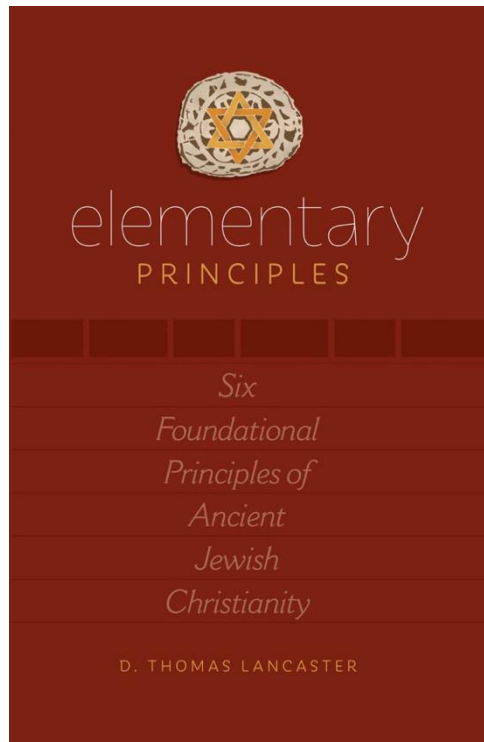 elementary
PRINCIPLES
Six
Foundational
Principles of
Ancient
Jewish
Christianity
D. THOMAS LANCASTER